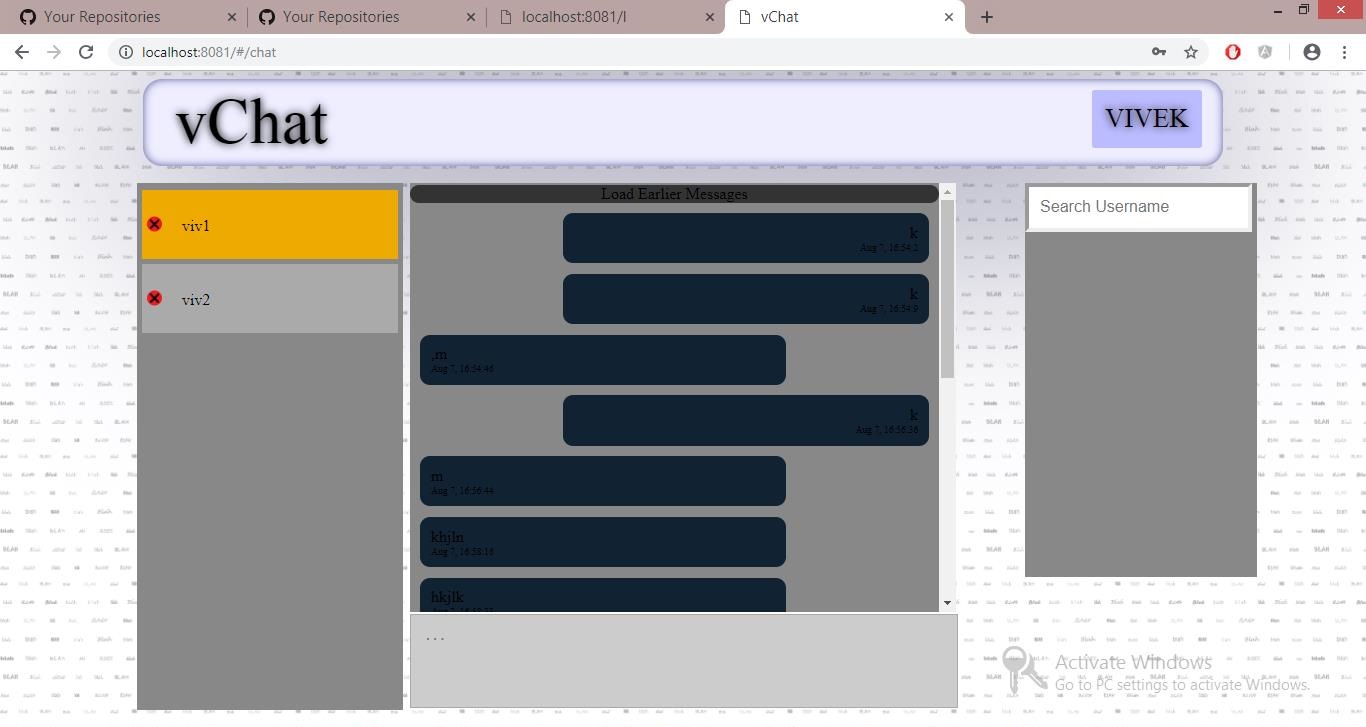 Your Repositories
Your Repositories
localhost:8081/l
vChat
localhost:8081/#/chat
vChat
VIVEK
viv1
viv2
Load Earlier Messages
k
Aug 7, 16:54:2
k
Aug 7, 16:54:9
,m
Aug 7, 16:54:46
k
Aug 7, 16:56:36
m
Aug 7, 16:56:44
khjln
Aug 7, 16:58:16
hkjlk
...
Search Username
Activate Windows
Go to PC settings to activate Windows.